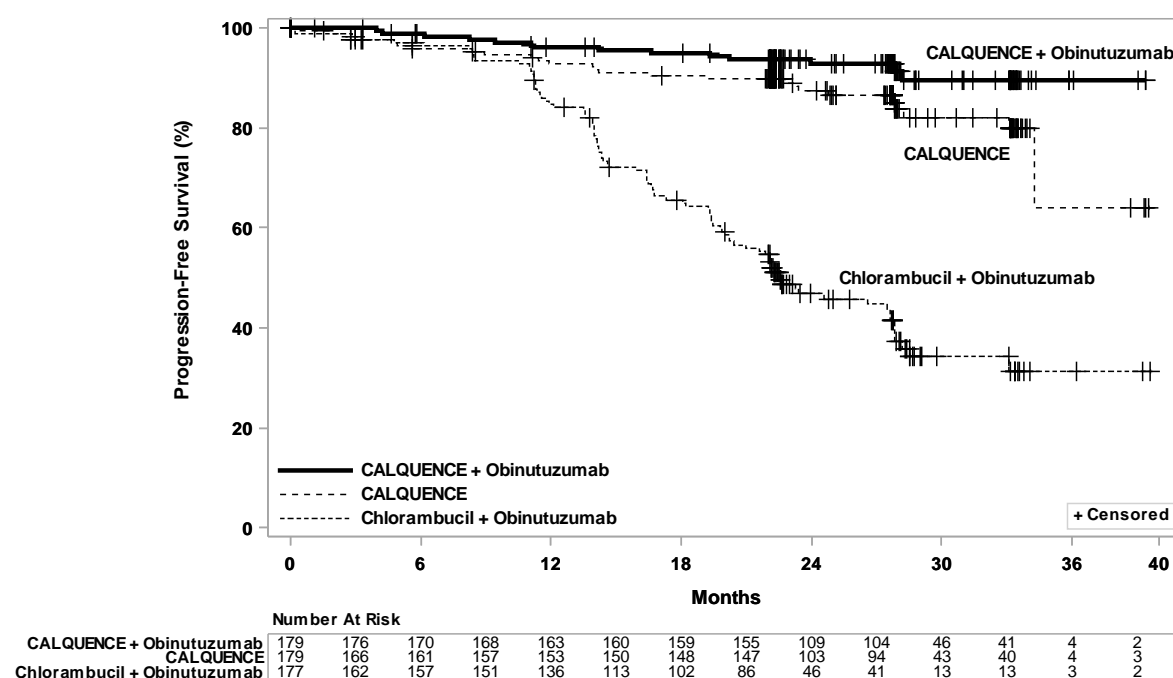 100
80
60
40
20
0
Progression-Free Survival (%)
CALQUENCE + Obinutuzumab
CALQUENCE
Chlorambucil + Obinutuzumab
CALQUENCE + Obinutuzumab
CALQUENCE
Chlorambucil + Obinutuzumab
+ Censored
0 6 12 18 24 30 36 40
Months
Number At Risk
CALQUENCE + Obinutuzumab 179 176 170 168 163 160 159 155 109 104 46 41 4 2
CALQUENCE 179 166 161 157 153 150 148 147 103 94 43 40 4 3
Chlorambucil + Obinutuzumab 177 162 157 151 136 113 102 86 46 41 13 13 3 2